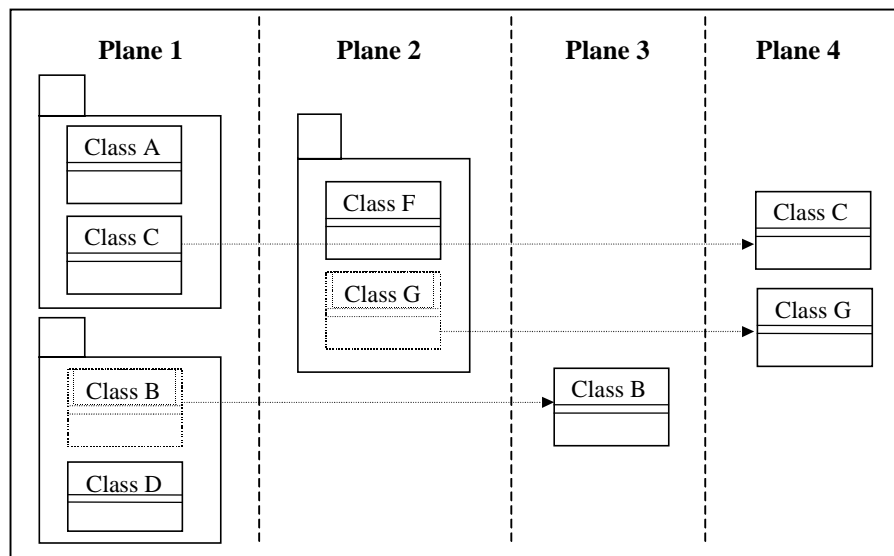 Plane 1
Plane 2
Plane 3
Plane 4
Class A
Class C
Class B
Class D
Class F
Class G
Class B
Class C
Class G